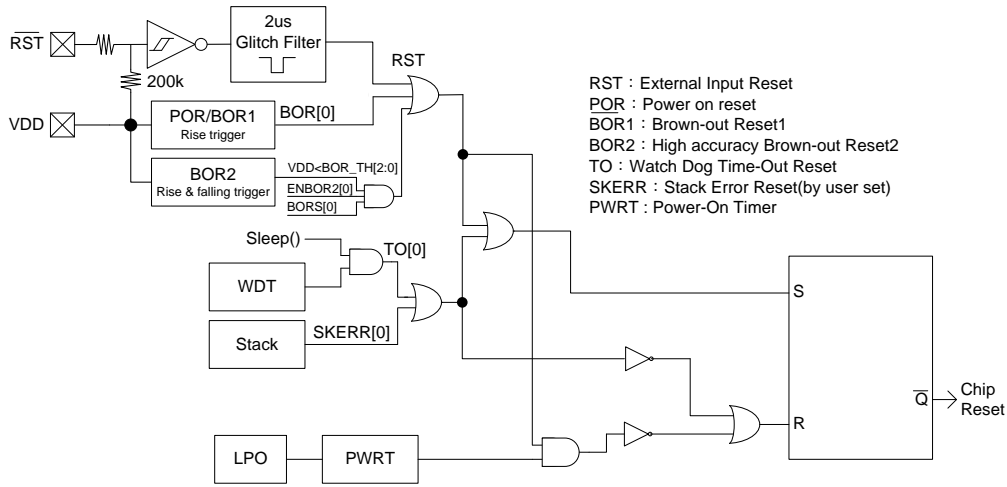 RST
2us
Glitch Filter
RST
200k
VDD
POR/BOR1
Rise trigger
BOR[0]
BOR2
Rise & falling trigger
VDD<BOR_TH[2:0]
ENBOR2[0]
BORS[0]
RST：External Input Reset
POR：Power on reset
BOR1：Brown-out Reset1
BOR2：High accuracy Brown-out Reset2
TO：Watch Dog Time-Out Reset
SKERR：Stack Error Reset(by user set)
PWRT : Power-On Timer
Sleep()
TO[0]
WDT
Stack
SKERR[0]
S
Q
Chip
Reset
R
LPO
PWRT